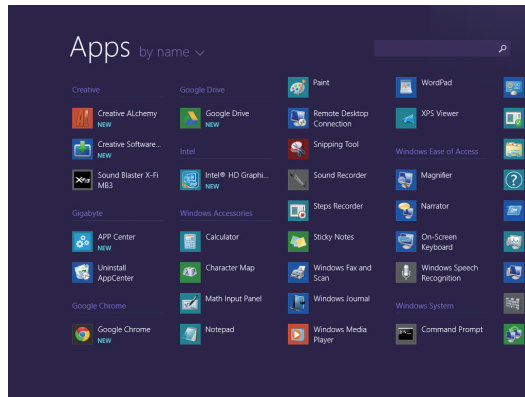 Apps by name
Creative
Creative ALchemy
NEW
Creative Software...
NEW
Sound Blaster X-Fi
MB3
Gigabyte
APP Center
NEW
Uninstall
AppCenter
Google Chrome
Google Chrome
NEW
Google Drive
Google Drive
NEW
Intel
Intel® HD Graphi...
NEW
Windows Accessories
Calculator
Character Map
Math Input Panel
Notepad
Paint
Remote Desktop
Connection
Snipping Tool
Sound Recorder
Steps Recorder
Sticky Notes
Windows Fax and
Scan
Windows Journal
Windows Media
Player
WordPad
XPS Viewer
Windows Ease of Access
Magnifier
Narrator
On-Screen
Keyboard
Windows Speech
Recognition
Windows System
Command Prompt